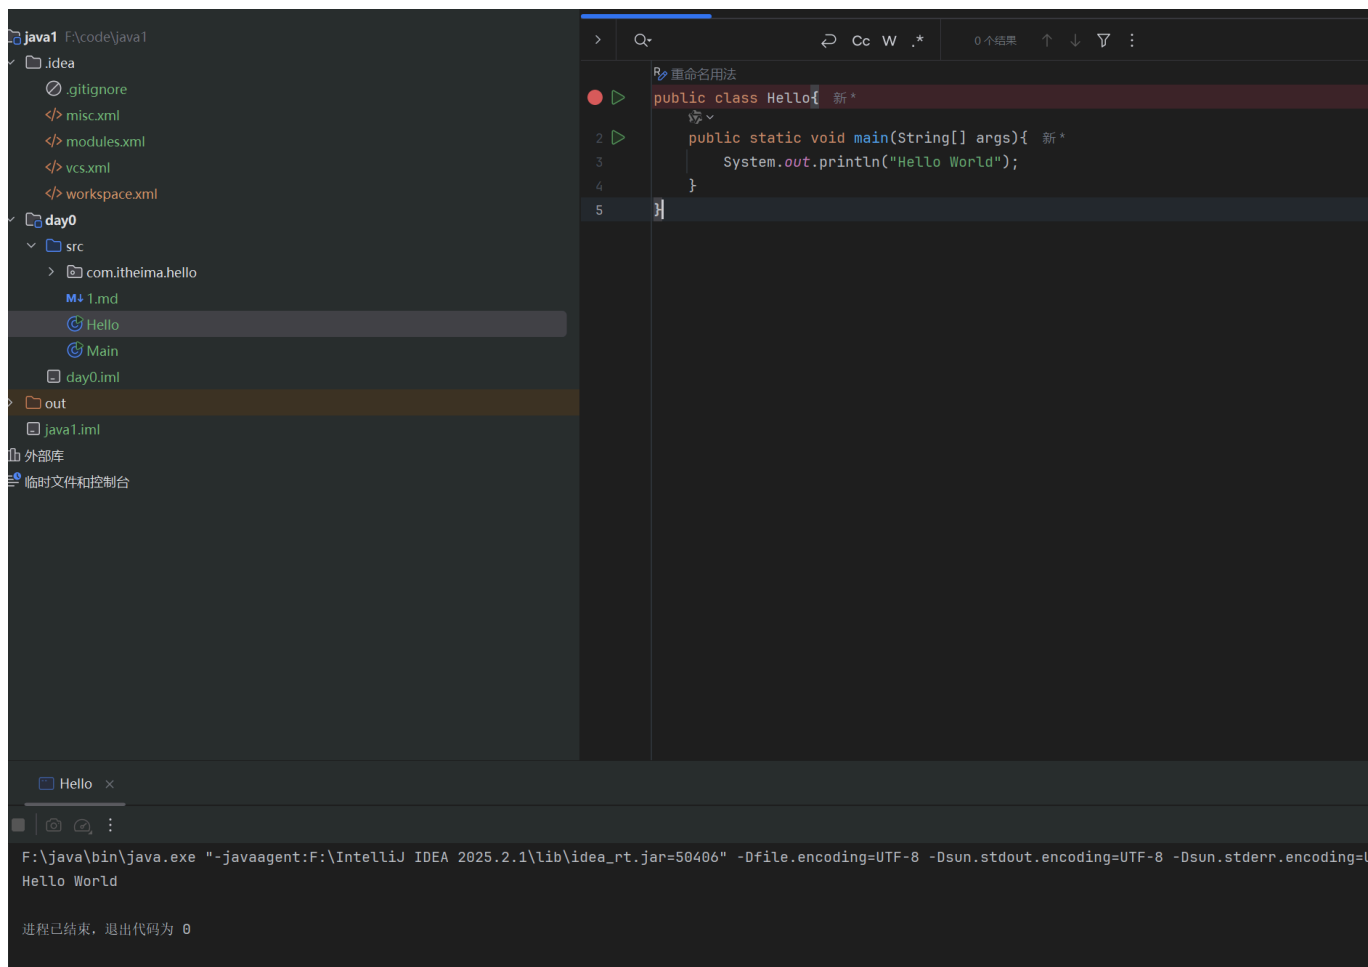 java1 F:\code\java1
.idea
.gitignore
misc.xml
modules.xml
vcs.xml
workspace.xml
day0
src
com.itheima.hello
M↓ 1.md
Hello
Main
day0.iml
out
java1.iml
外部库
临时文件和控制台
Cc W .* 0 个结果
重命名用法
public class Hello{ 新 *
2 public static void main(String[] args){ 新 *
3 System.out.println("Hello World");
4 }
5 }
Hello
F:\java\bin\java.exe "-javaagent:F:\IntelliJ IDEA 2025.2.1\lib\idea_rt.jar=50406" -Dfile.encoding=UTF-8 -Dsun.stdout.encoding=UTF-8 -Dsun.stderr.encoding=
Hello World
进程已结束，退出代码为 0